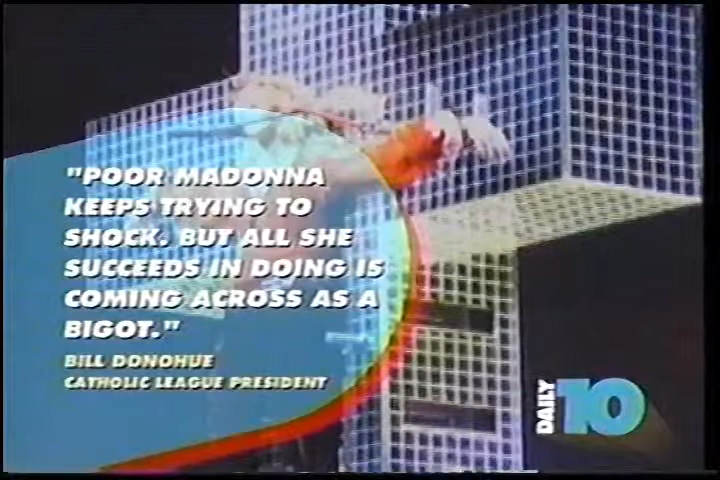 "POOR MADONNA
KEEPS TRYING TO
SHOCK. BUT ALL SHE
SUCCEEDS IN DOING IS
COMING ACROSS AS A
BIGOT."
BILL DONOHUE
CATHOLIC LEAGUE PRESIDENT
DAILY 10